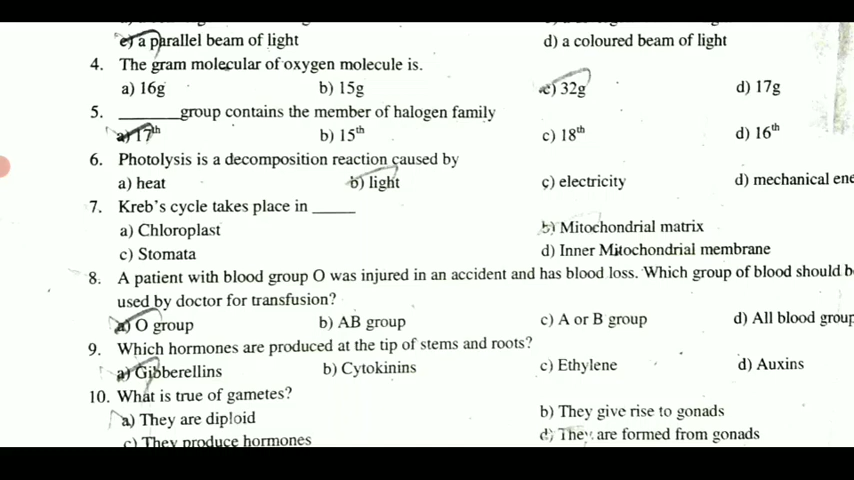 c) a parallel beam of light d) a coloured beam of light
4. The gram molecular of oxygen molecule is.
a) 16g b) 15g c) 32g d) 17g
5. ______group contains the member of halogen family
a) 17th b) 15th c) 18th d) 16th
6. Photolysis is a decomposition reaction caused by
a) heat b) light c) electricity d) mechanical ene
7. Kreb's cycle takes place in _____
a) Chloroplast b) Mitochondrial matrix
c) Stomata d) Inner Mitochondrial membrane
8. A patient with blood group O was injured in an accident and has blood loss. Which group of blood should b
used by doctor for transfusion?
a) O group b) AB group c) A or B group d) All blood group
9. Which hormones are produced at the tip of stems and roots?
a) Gibberellins b) Cytokinins c) Ethylene d) Auxins
10. What is true of gametes?
a) They are diploid b) They give rise to gonads
c) They produce hormones d) They are formed from gonads